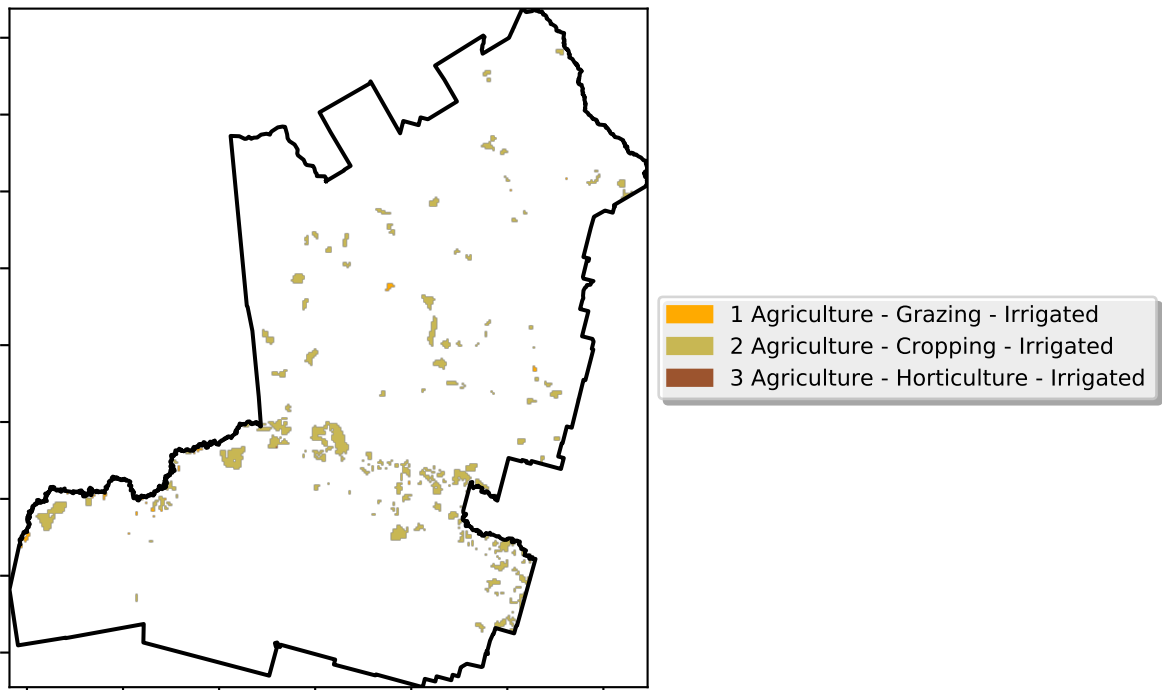 1 Agriculture - Grazing - Irrigated
2 Agriculture - Cropping - Irrigated
3 Agriculture - Horticulture - Irrigated